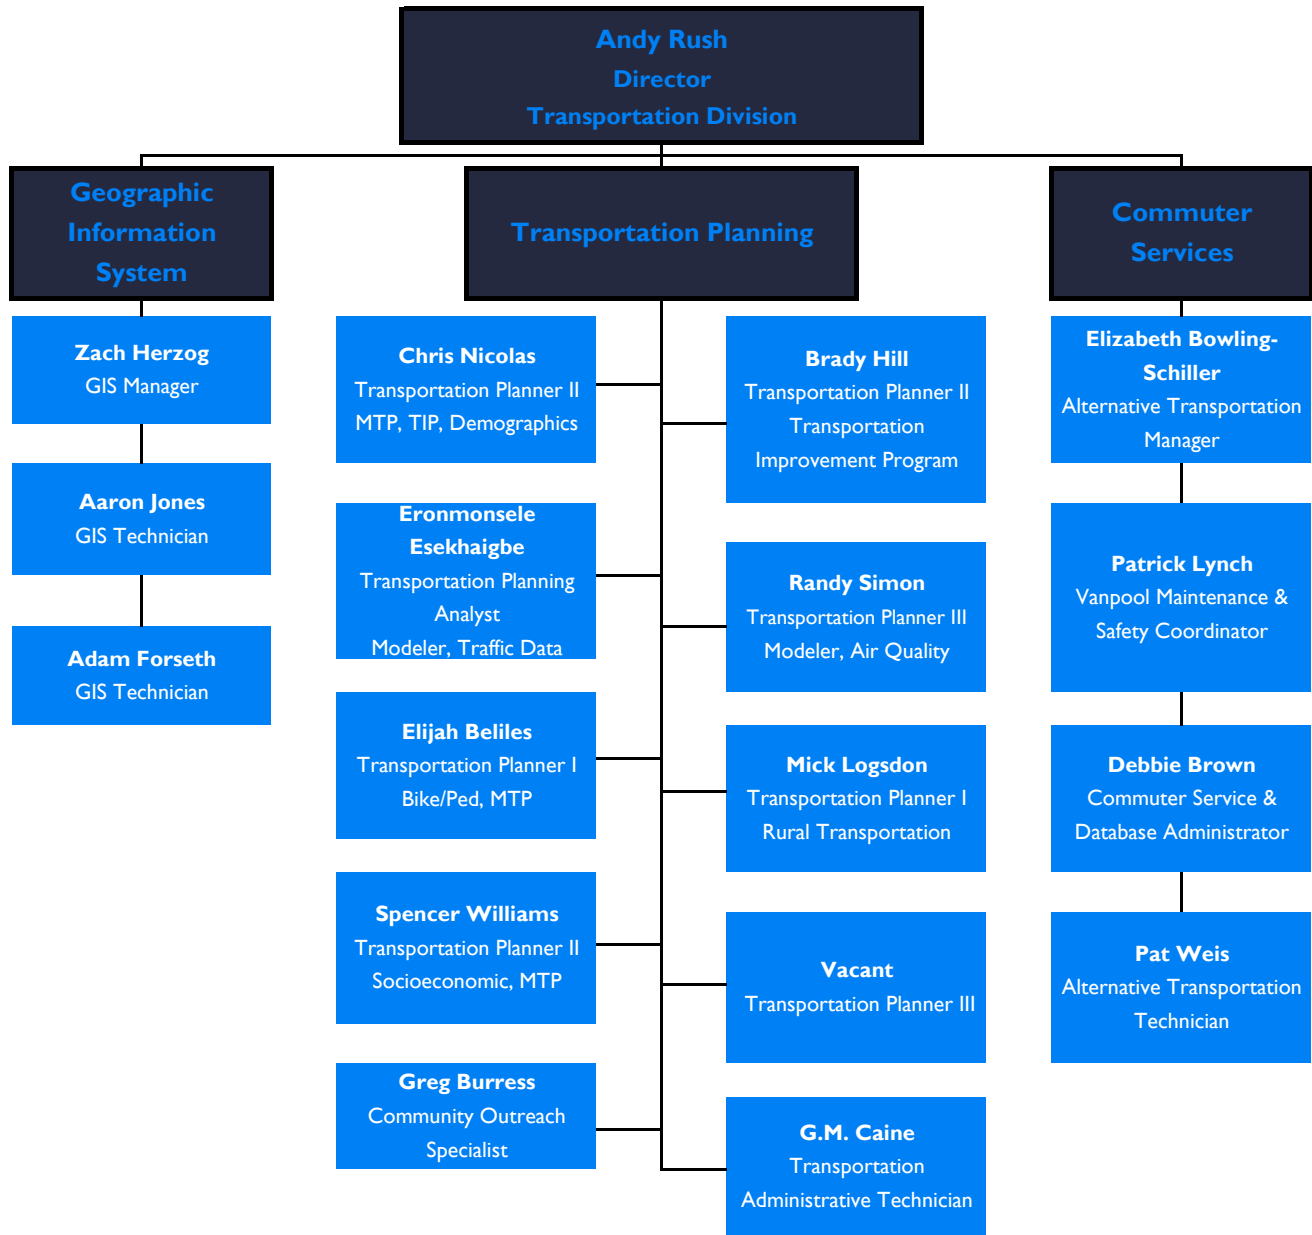 Andy Rush
Director
Transportation Division
Geographic
Information
System
Zach Herzog
GIS Manager
Aaron Jones
GIS Technician
Adam Forseth
GIS Technician
Transportation Planning
Chris Nicolas
Transportation Planner II
MTP, TIP, Demographics
Eronmonsele
Esekhaigbe
Transportation Planning
Analyst
Modeler, Traffic Data
Elijah Beliles
Transportation Planner I
Bike/Ped, MTP
Spencer Williams
Transportation Planner II
Socioeconomic, MTP
Greg Burress
Community Outreach
Specialist
Brady Hill
Transportation Planner II
Transportation
Improvement Program
Randy Simon
Transportation Planner III
Modeler, Air Quality
Mick Logsdon
Transportation Planner I
Rural Transportation
Vacant
Transportation Planner III
G.M. Caine
Transportation
Administrative Technician
Commuter
Services
Elizabeth Bowling-
Schiller
Alternative Transportation
Manager
Patrick Lynch
Vanpool Maintenance &
Safety Coordinator
Debbie Brown
Commuter Service &
Database Administrator
Pat Weis
Alternative Transportation
Technician